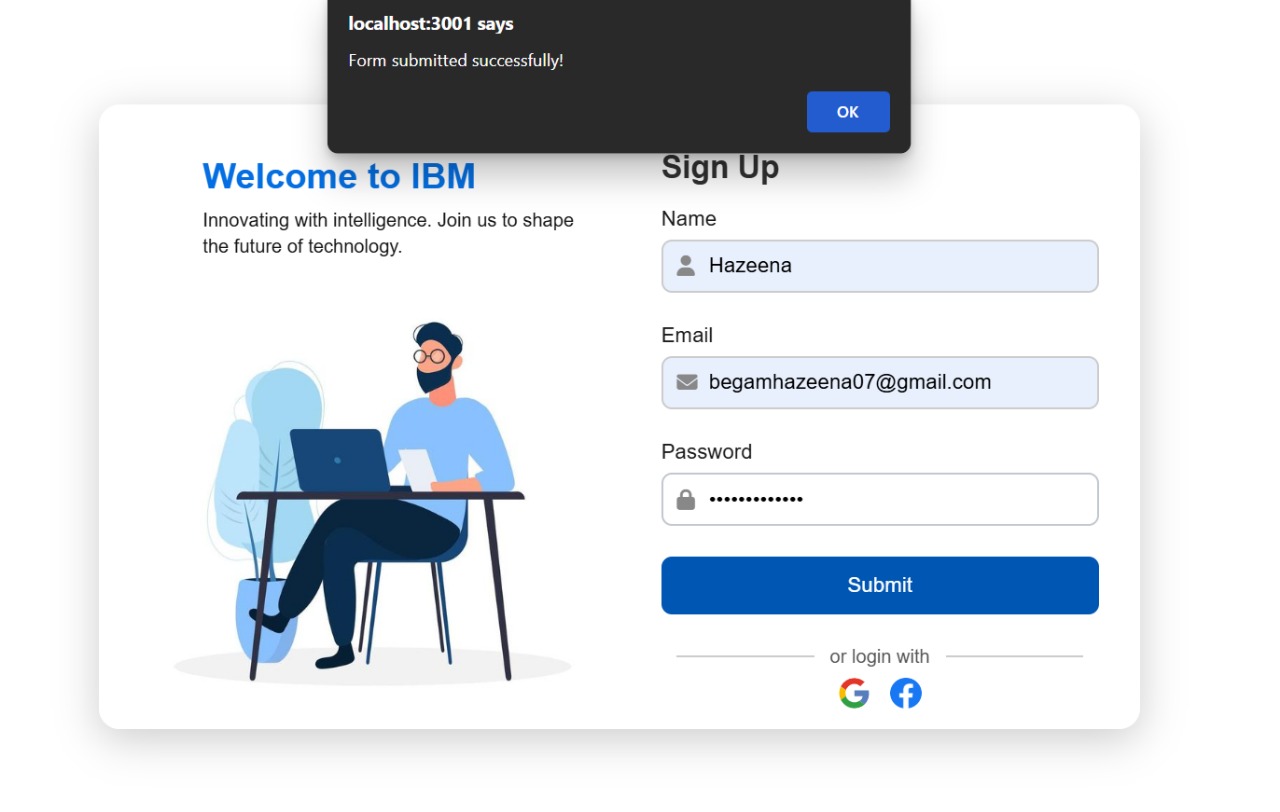 localhost:3001 says
Form submitted successfully!
OK
Welcome to IBM
Innovating with intelligence. Join us to shape
the future of technology.
Sign Up
Name
Hazeena
Email
begamhazeena07@gmail.com
Password
•••••••••••••
Submit
or login with